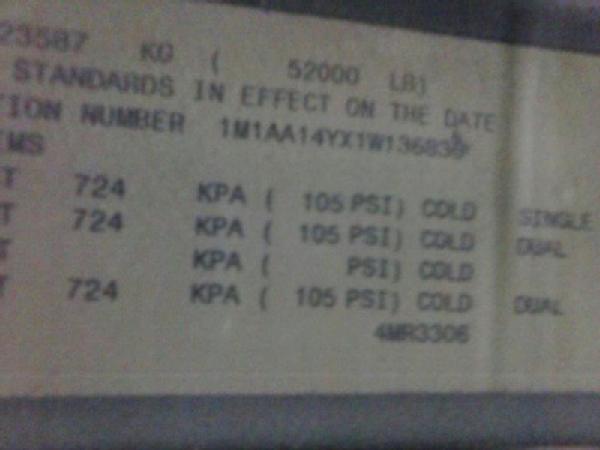 23587 KG ( 52000 LB)
STANDARDS IN EFFECT ON THE DATE
TION NUMBER 1M1AA14YX1W136839
EMS
T 724 KPA ( 105 PSI) COLD SINGLE
T 724 KPA ( 105 PSI) COLD DUAL
T KPA ( PSI) COLD
T 724 KPA ( 105 PSI) COLD DUAL
4MR3306